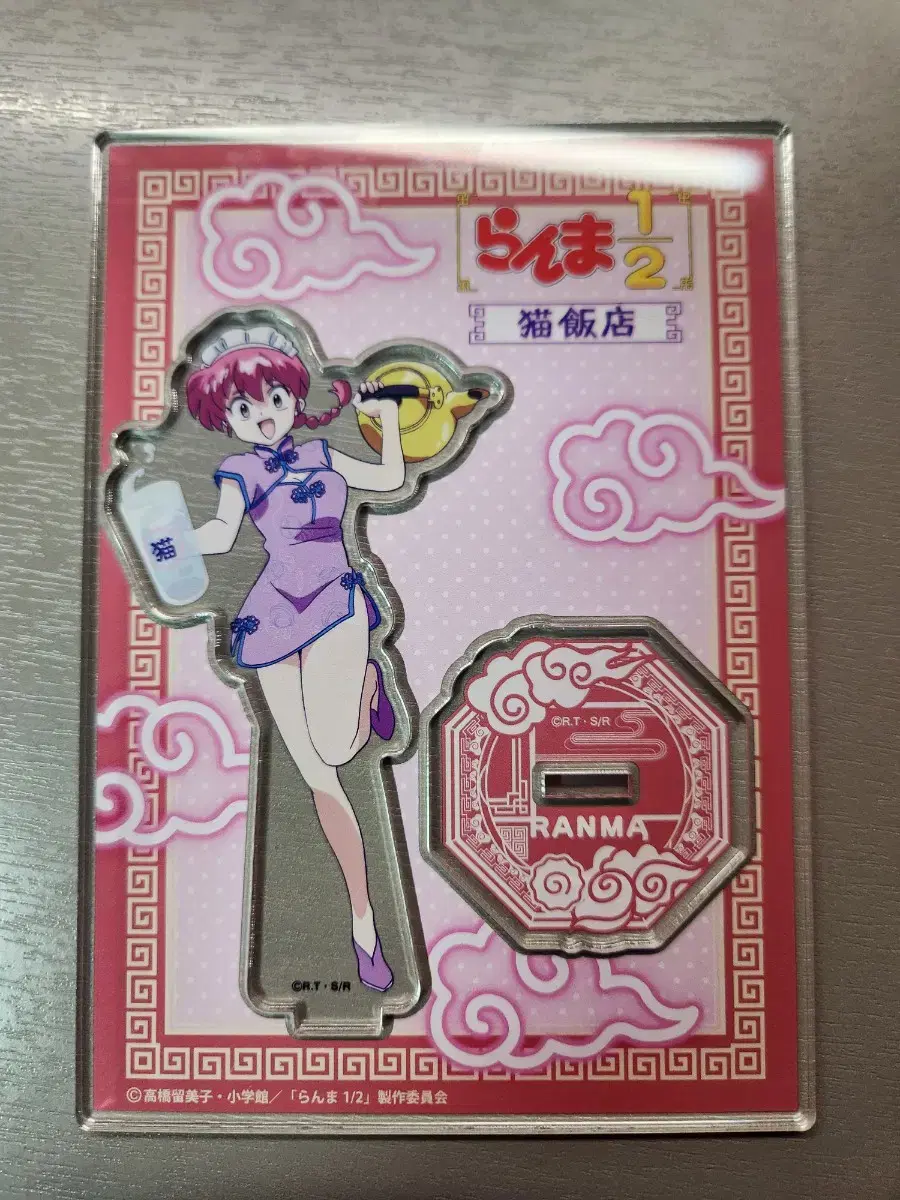 らんま1/2
猫飯店
猫
©R.T・S/R
RANMA
©R.T・S/R
©高橋留美子・小学館／「らんま 1/2」製作委員会